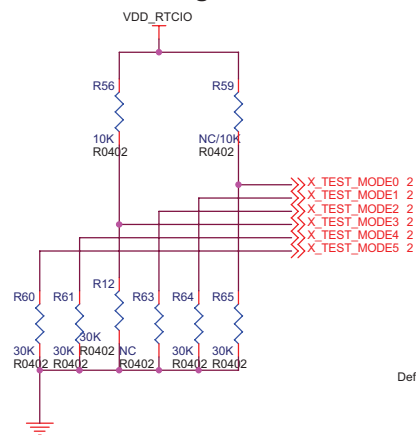 VDD_RTCIO
R56
R59
10K
R0402
NC/10K
R0402
X_TEST_MODE0 2
X_TEST_MODE1 2
X_TEST_MODE2 2
X_TEST_MODE3 2
X_TEST_MODE4 2
X_TEST_MODE5 2
R60
R61
R12
R63
R64
R65
30K
30K
R0402
30K
R0402
30K
R0402
NC
R0402
30K
R0402
30K
R0402
Def